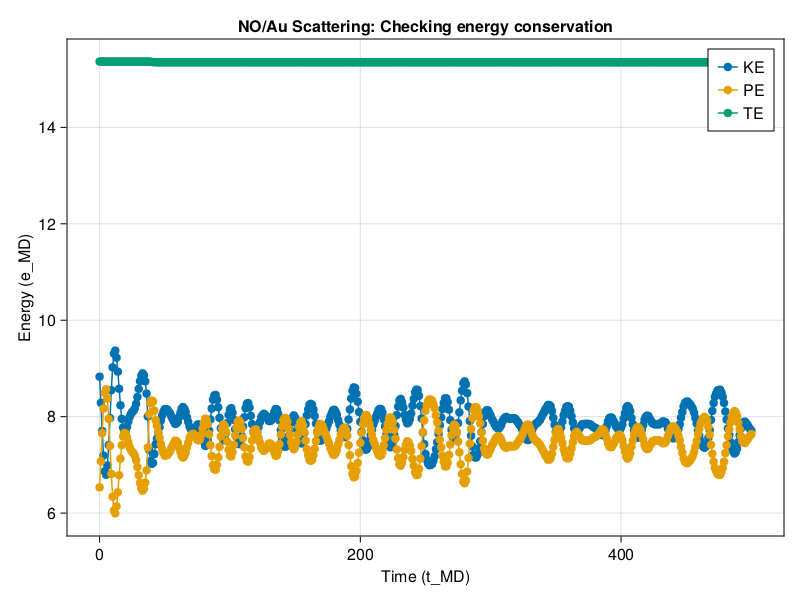 NO/Au Scattering: Checking energy conservation
KE
PE
TE
14
12
10
8
6
Energy (e_MD)
0
200
400
Time (t_MD)